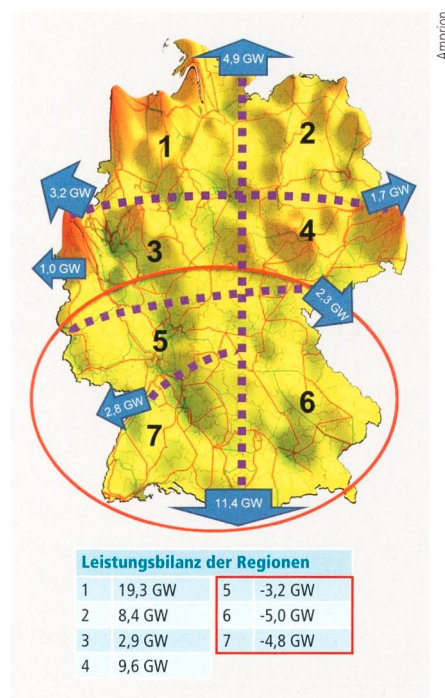 Amprion
4,9 GW
1
2
3,2 GW
1,7 GW
4
3
1,0 GW
2,3 GW
5
6
2,8 GW
7
11,4 GW
Leistungsbilanz der Regionen
1 19,3 GW 5 -3,2 GW
2 8,4 GW 6 -5,0 GW
3 2,9 GW 7 -4,8 GW
4 9,6 GW